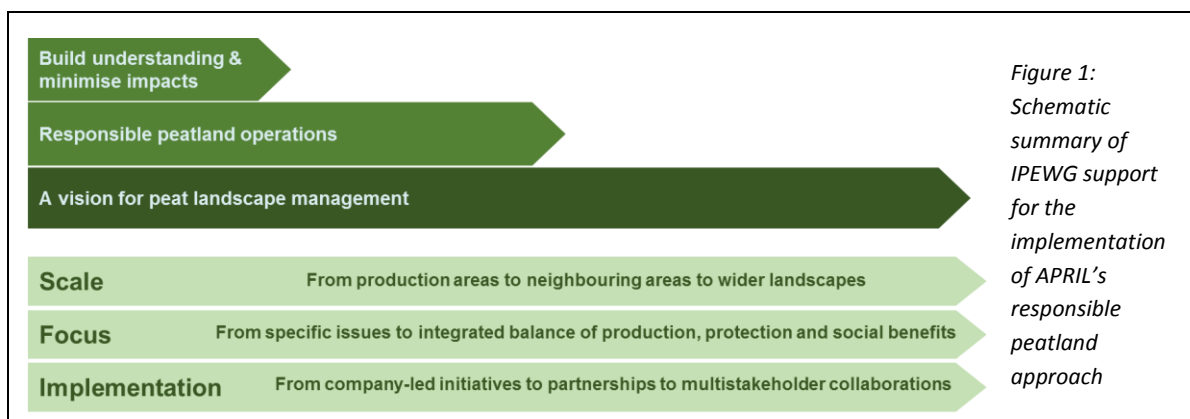 Build understanding &
minimise impacts
Responsible peatland operations
A vision for peat landscape management
Scale From production areas to neighbouring areas to wider landscapes
Focus From specific issues to integrated balance of production, protection and social benefits
Implementation From company-led initiatives to partnerships to multistakeholder collaborations
Figure 1:
Schematic
summary of
IPEWG support
for the
implementation
of APRIL’s
responsible
peatland
approach